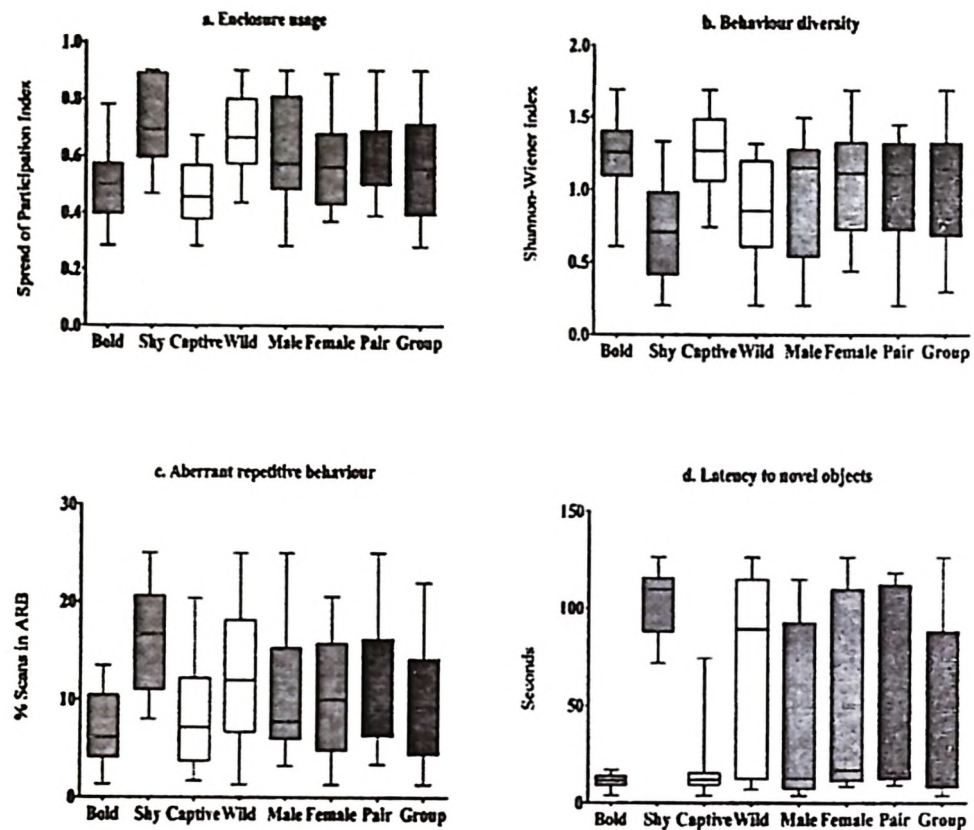 a. Enclosure usage
Spread of Participation Index
1.0
0.8
0.6
0.4
0.2
0.0
Bold Shy Captive Wild Male Female Pair Group
b. Behaviour diversity
Shannon-Wiener index
2.0
1.5
1.0
0.5
0.0
Bold Shy Captive Wild Male Female Pair Group
c. Aberrant repetitive behaviour
% Scans in ARB
30
20
10
0
Bold Shy Captive Wild Male Female Pair Group
d. Latency to novel objects
Seconds
150
100
50
0
Bold Shy Captive Wild Male Female Pair Group